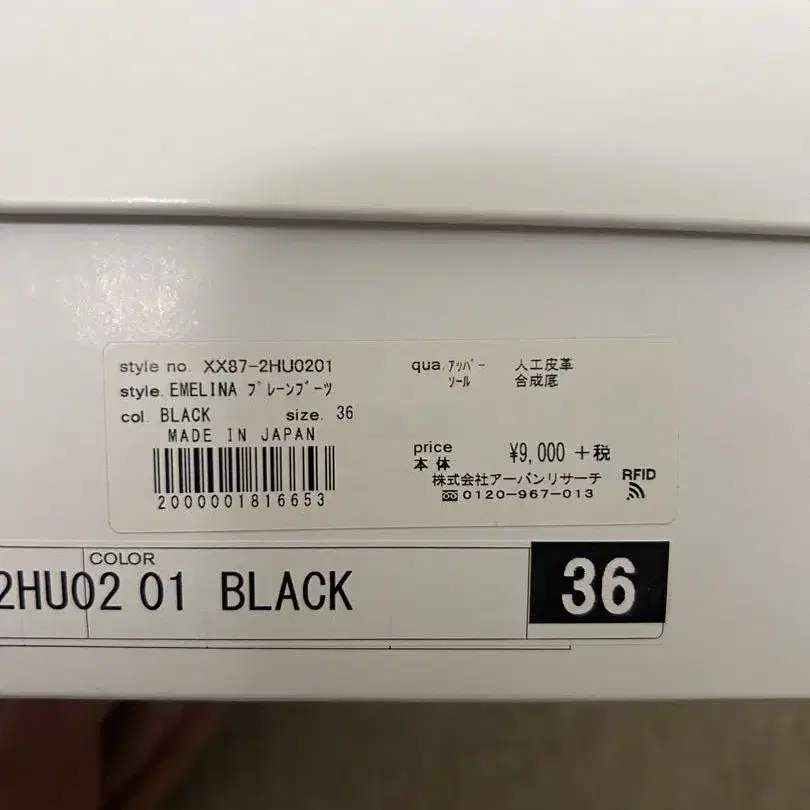 style no. XX87-2HU0201
style. EMELINA ﾌﾟﾚｰﾝﾌﾞｰﾂ
col. BLACK size. 36
MADE IN JAPAN
2000001816653
qua. ｱｯﾊﾟｰ 人工皮革
ｿｰﾙ 合成底
price
本体 ¥9,000 +税
株式会社アーバンリサーチ
0120-967-013
RFID
COLOR
2HU02 01 BLACK
36